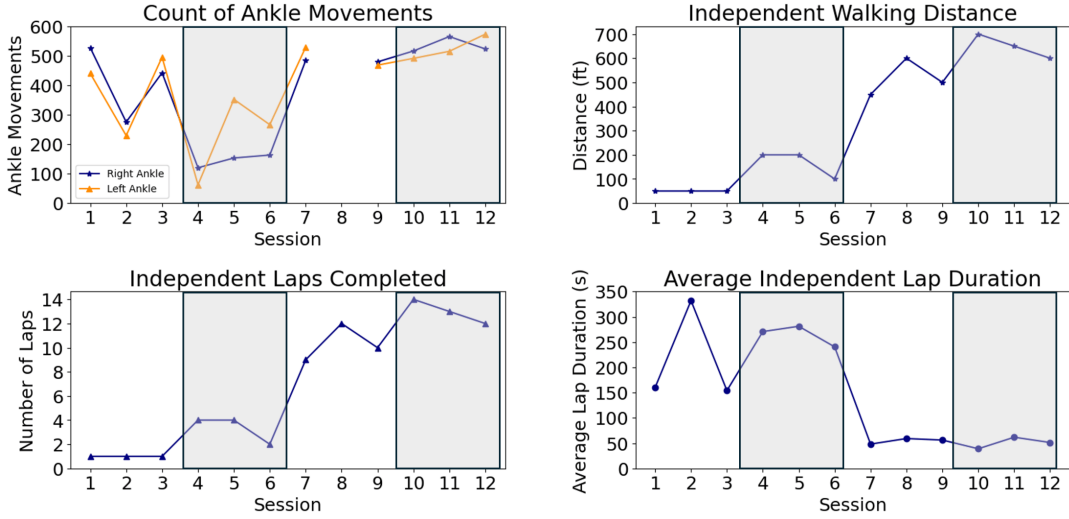 Count of Ankle Movements
600
500
400
300
200
100
0
Ankle Movements
Right Ankle
Left Ankle
1 2 3 4 5 6 7 8 9 10 11 12
Session
Independent Walking Distance
700
600
500
400
300
200
100
0
Distance (ft)
1 2 3 4 5 6 7 8 9 10 11 12
Session
Independent Laps Completed
14
12
10
8
6
4
2
0
Number of Laps
1 2 3 4 5 6 7 8 9 10 11 12
Session
Average Independent Lap Duration
350
300
250
200
150
100
50
0
Average Lap Duration (s)
1 2 3 4 5 6 7 8 9 10 11 12
Session